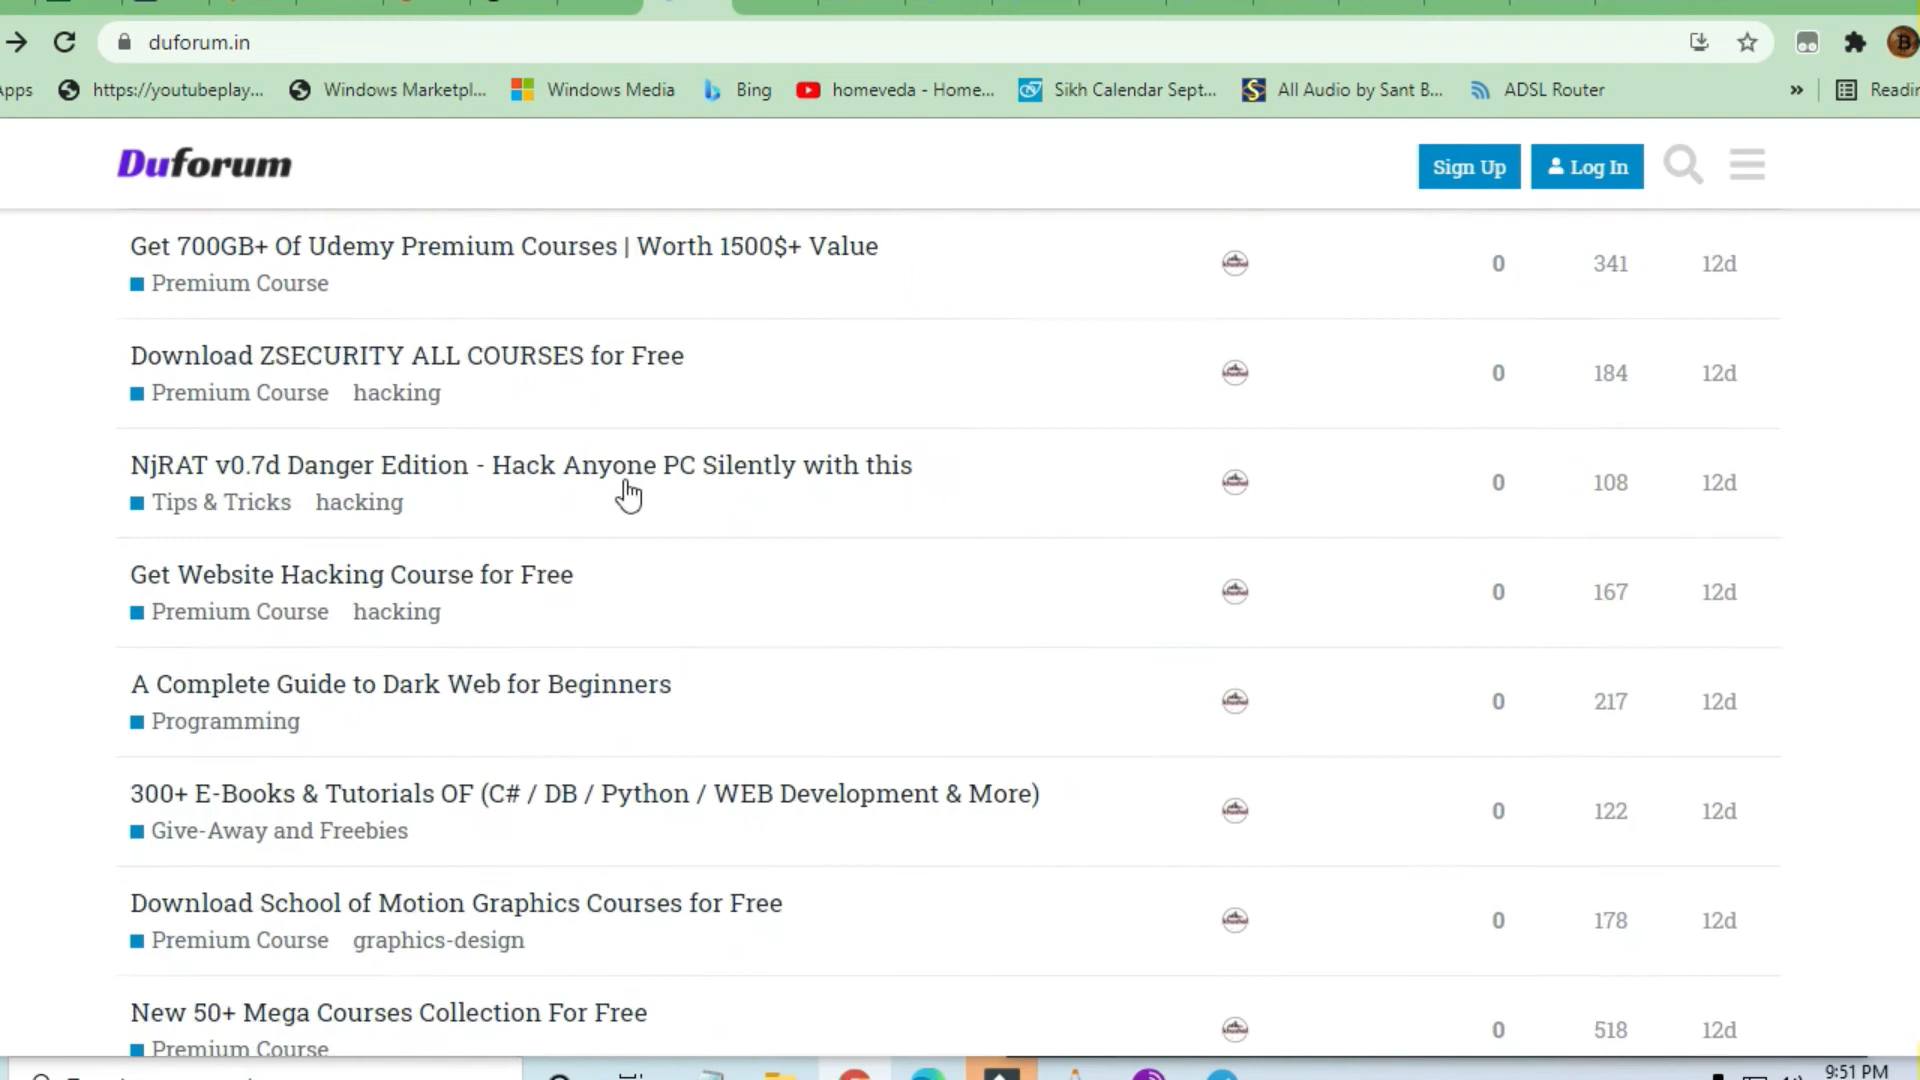 duforum.in
pps https://youtubeplay... Windows Marketpl... Windows Media Bing homeveda - Home... Sikh Calendar Sept... All Audio by Sant B... ADSL Router » Readin
Duforum Sign Up Log In
Get 700GB+ Of Udemy Premium Courses | Worth 1500$+ Value 0 341 12d
Premium Course
Download ZSECURITY ALL COURSES for Free 0 184 12d
Premium Course hacking
NjRAT v0.7d Danger Edition - Hack Anyone PC Silently with this 0 108 12d
Tips & Tricks hacking
Get Website Hacking Course for Free 0 167 12d
Premium Course hacking
A Complete Guide to Dark Web for Beginners 0 217 12d
Programming
300+ E-Books & Tutorials OF (C# / DB / Python / WEB Development & More) 0 122 12d
Give-Away and Freebies
Download School of Motion Graphics Courses for Free 0 178 12d
Premium Course graphics-design
New 50+ Mega Courses Collection For Free 0 518 12d
Premium Course
9:51 PM